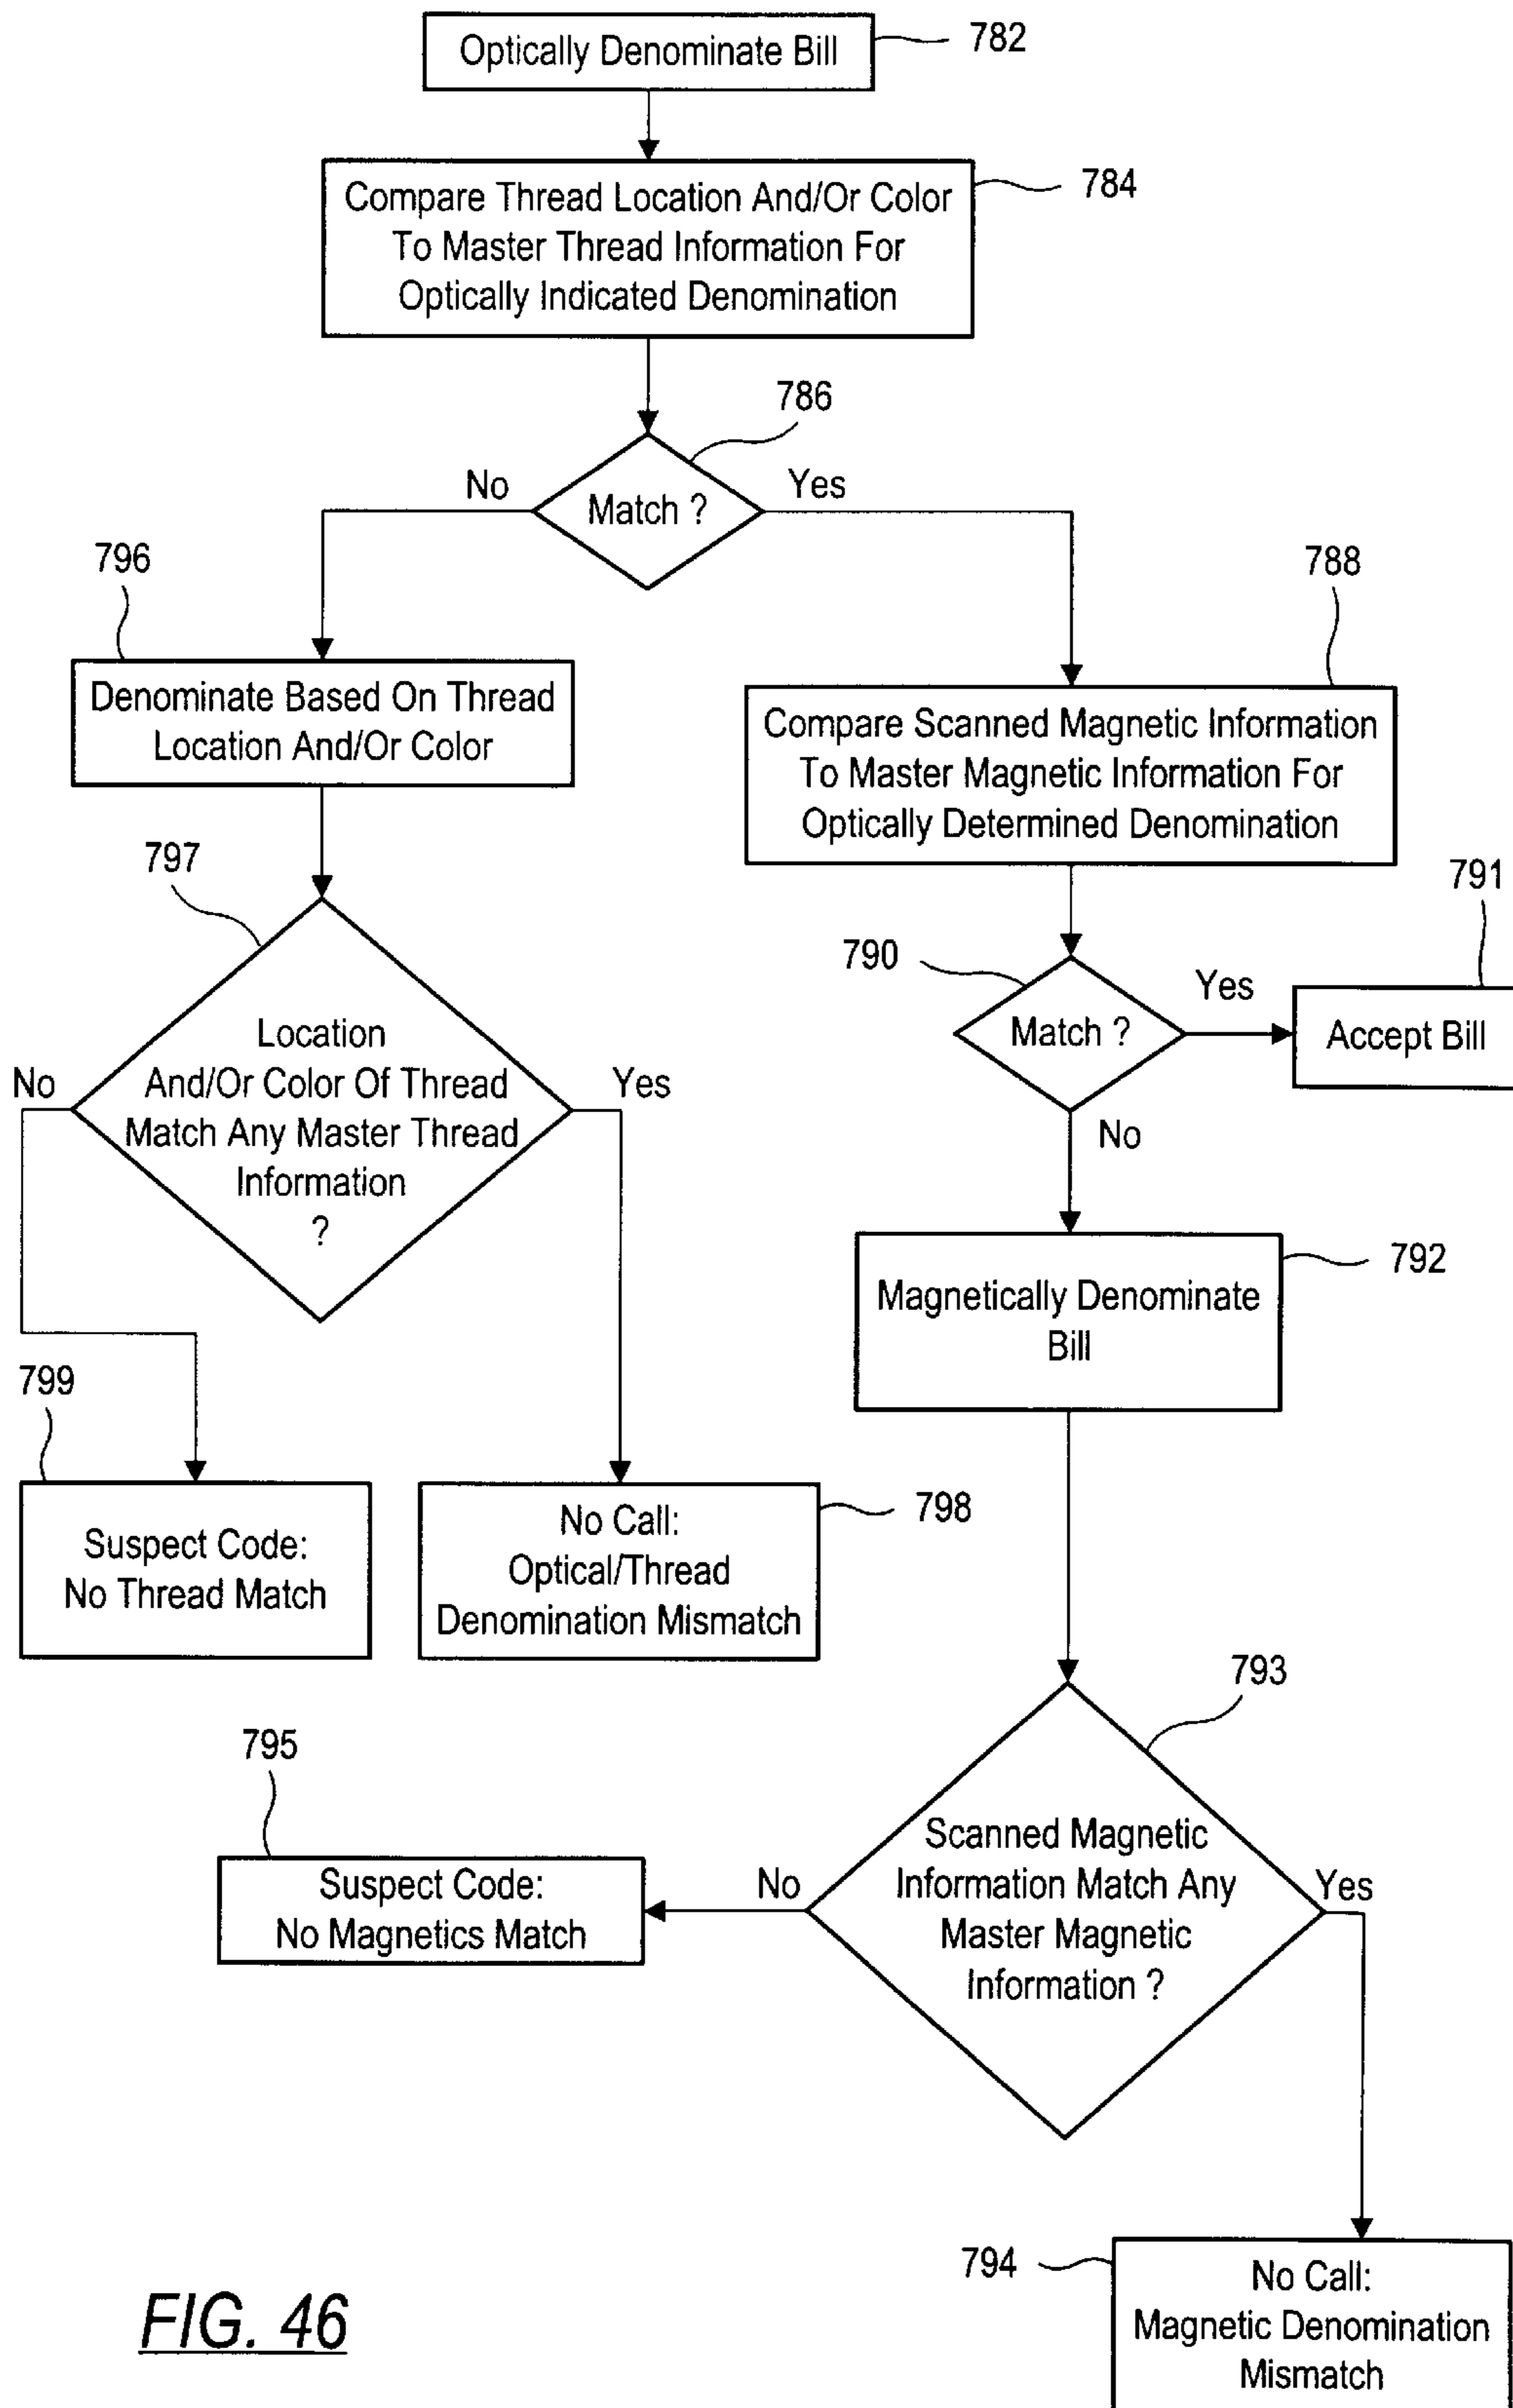 Optically Denominate Bill
782
Compare Thread Location And/Or Color
To Master Thread Information For
Optically Indicated Denomination
784
786
Match ?
No
Yes
796
Denominate Based On Thread
Location And/Or Color
788
Compare Scanned Magnetic Information
To Master Magnetic Information For
Optically Determined Denomination
797
Location
And/Or Color Of Thread
Match Any Master Thread
Information
?
No
Yes
790
Match ?
Yes
No
791
Accept Bill
792
Magnetically Denominate
Bill
799
Suspect Code:
No Thread Match
798
No Call:
Optical/Thread
Denomination Mismatch
793
Scanned Magnetic
Information Match Any
Master Magnetic
Information ?
No
Yes
795
Suspect Code:
No Magnetics Match
794
No Call:
Magnetic Denomination
Mismatch
FIG. 46